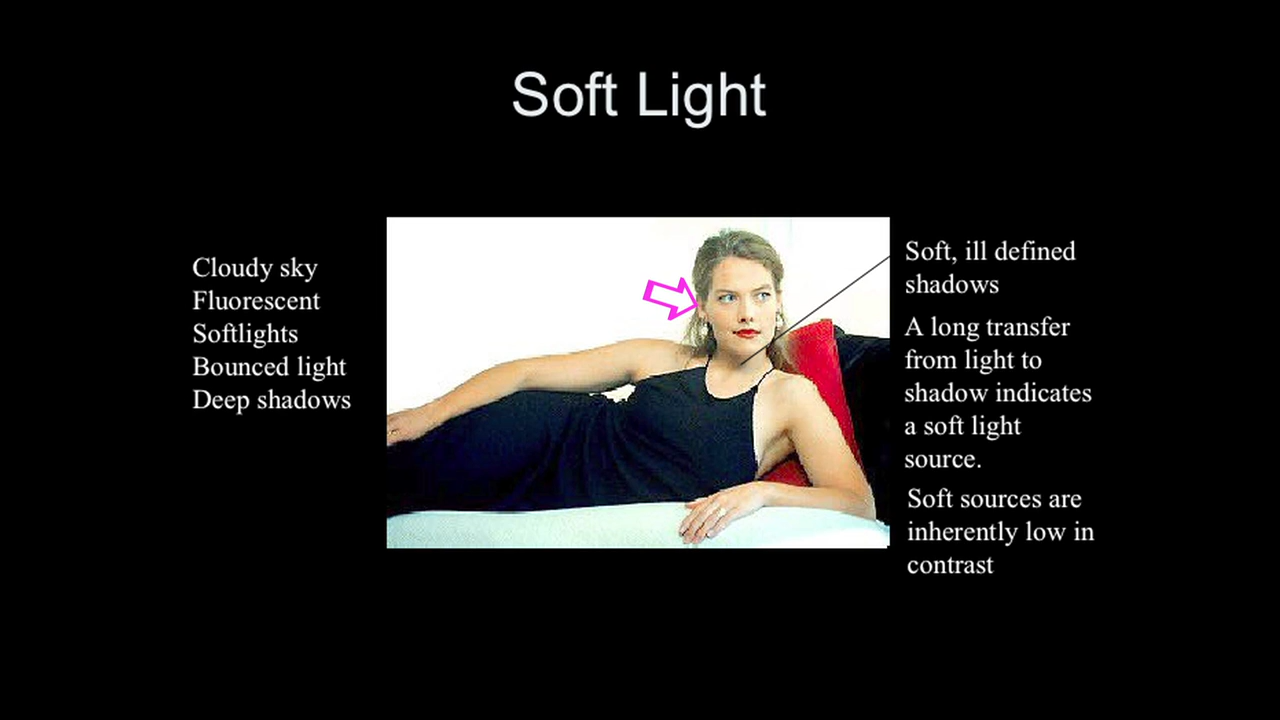 Soft Light
Cloudy sky
Fluorescent
Softlights
Bounced light
Deep shadows
Soft, ill defined
shadows
A long transfer
from light to
shadow indicates
a soft light
source.
Soft sources are
inherently low in
contrast